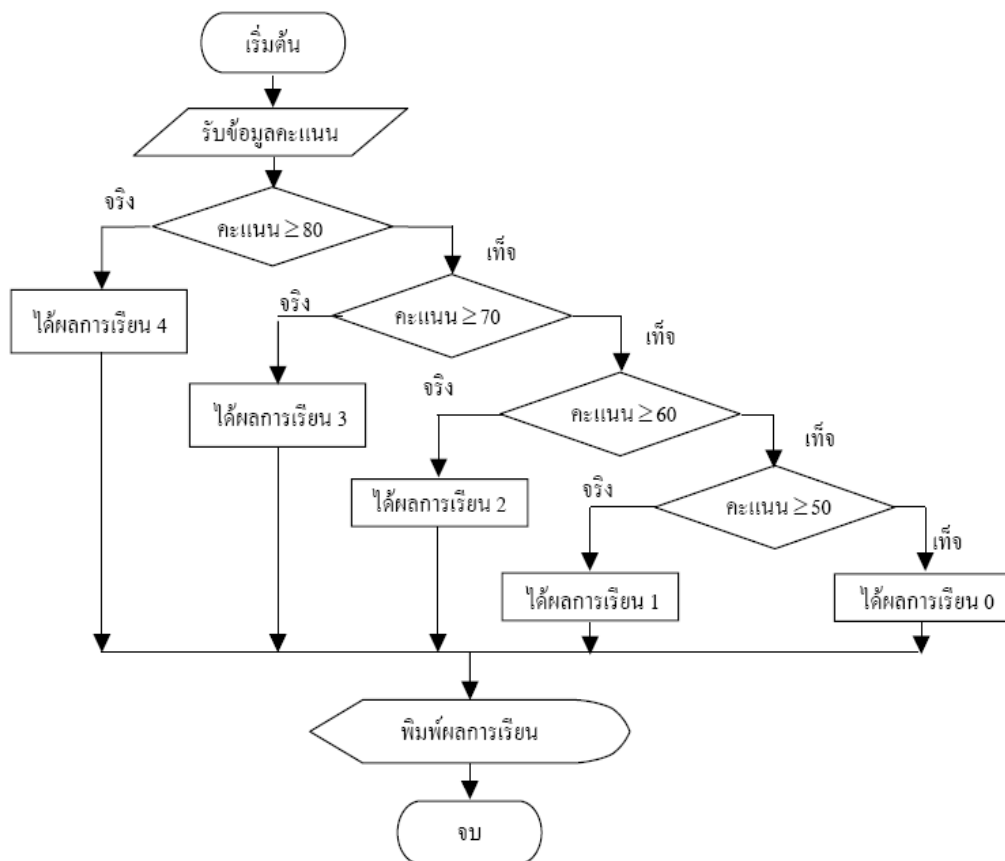 เริ่มต้น
รับข้อมูลคะแนน
จริง
คะแนน ≥ 80
เท็จ
ได้ผลการเรียน 4
จริง
คะแนน ≥ 70
เท็จ
ได้ผลการเรียน 3
จริง
คะแนน ≥ 60
เท็จ
ได้ผลการเรียน 2
จริง
คะแนน ≥ 50
เท็จ
ได้ผลการเรียน 1
ได้ผลการเรียน 0
พิมพ์ผลการเรียน
จบ